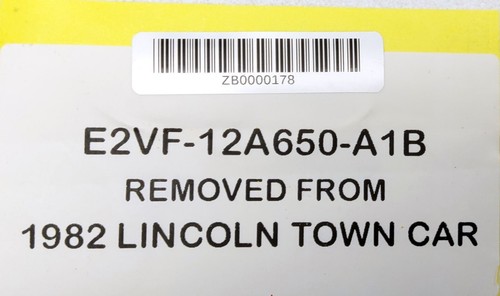 ZB0000178
E2VF-12A650-A1B
REMOVED FROM
1982 LINCOLN TOWN CAR